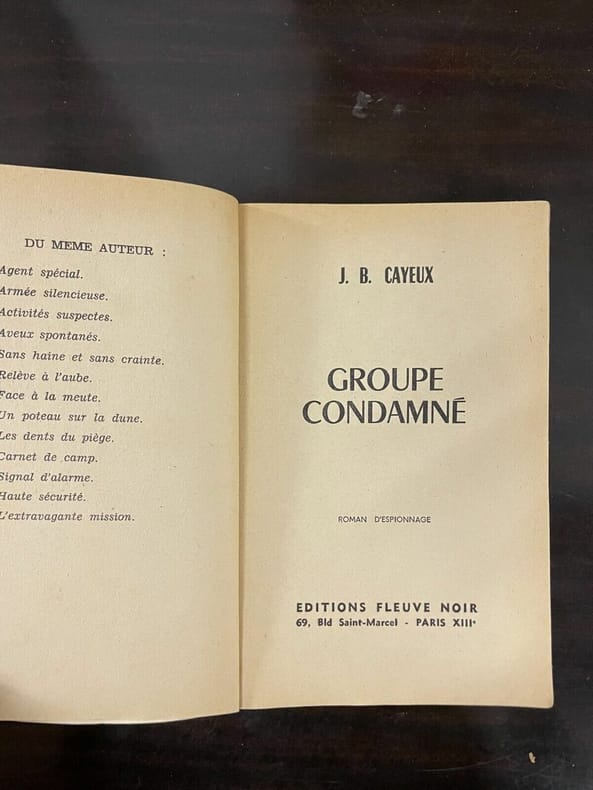 DU MEME AUTEUR :
Agent spécial.
Armée silencieuse.
Activités suspectes.
Aveux spontanés.
Sans haine et sans crainte.
Relève à l'aube.
Face à la meute.
Un poteau sur la dune.
Les dents du piège.
Carnet de camp.
Signal d'alarme.
Haute sécurité.
L'extravagante mission.
J. B. CAYEUX
GROUPE
CONDAMNÉ
ROMAN D'ESPIONNAGE
EDITIONS FLEUVE NOIR
69, Bld Saint-Marcel - PARIS XIIIᵉ